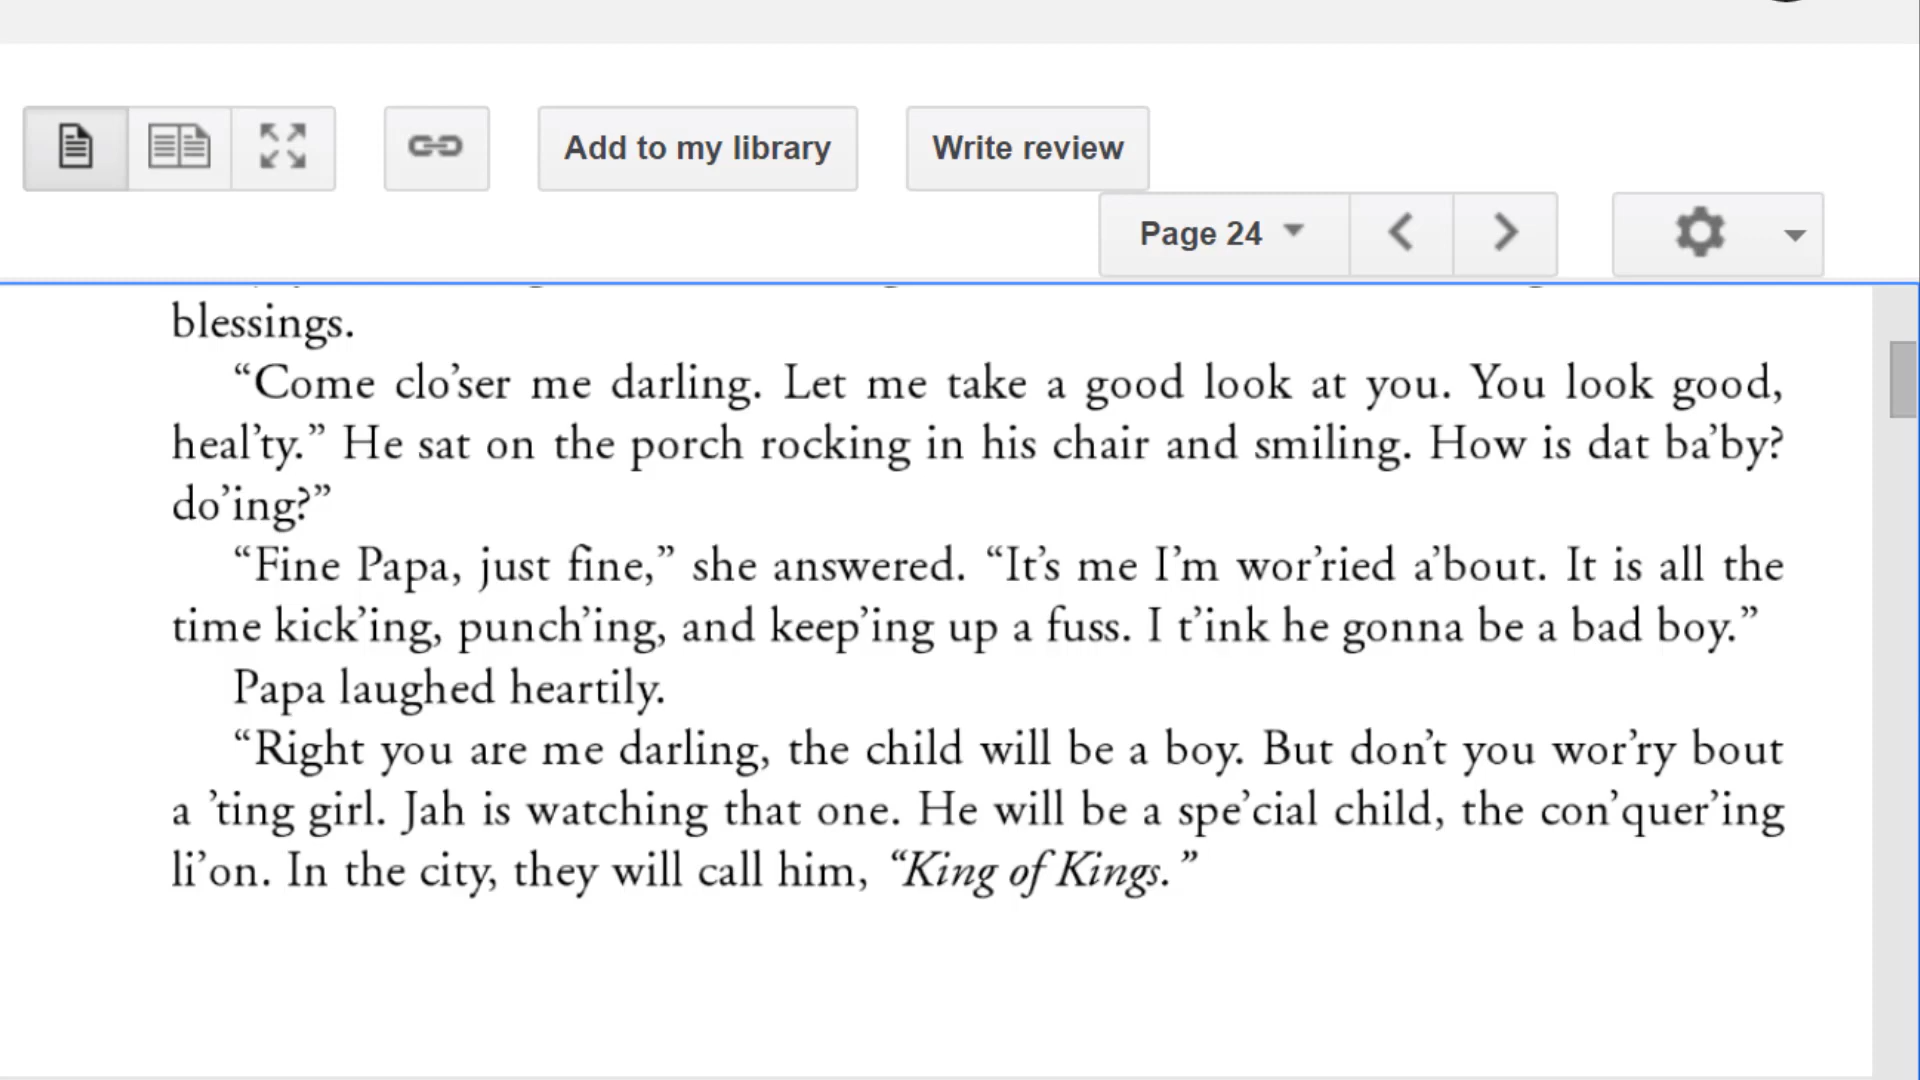 Add to my library
Write review
Page 24
blessings.
“Come clo’ser me darling. Let me take a good look at you. You look good,
heal’ty.” He sat on the porch rocking in his chair and smiling. How is dat ba’by?
do’ing?”
“Fine Papa, just fine,” she answered. “It’s me I’m wor’ried a’bout. It is all the
time kick’ing, punch’ing, and keep’ing up a fuss. I t’ink he gonna be a bad boy.”
Papa laughed heartily.
“Right you are me darling, the child will be a boy. But don’t you wor’ry bout
a ’ting girl. Jah is watching that one. He will be a spe’cial child, the con’quer’ing
li’on. In the city, they will call him, “King of Kings.”